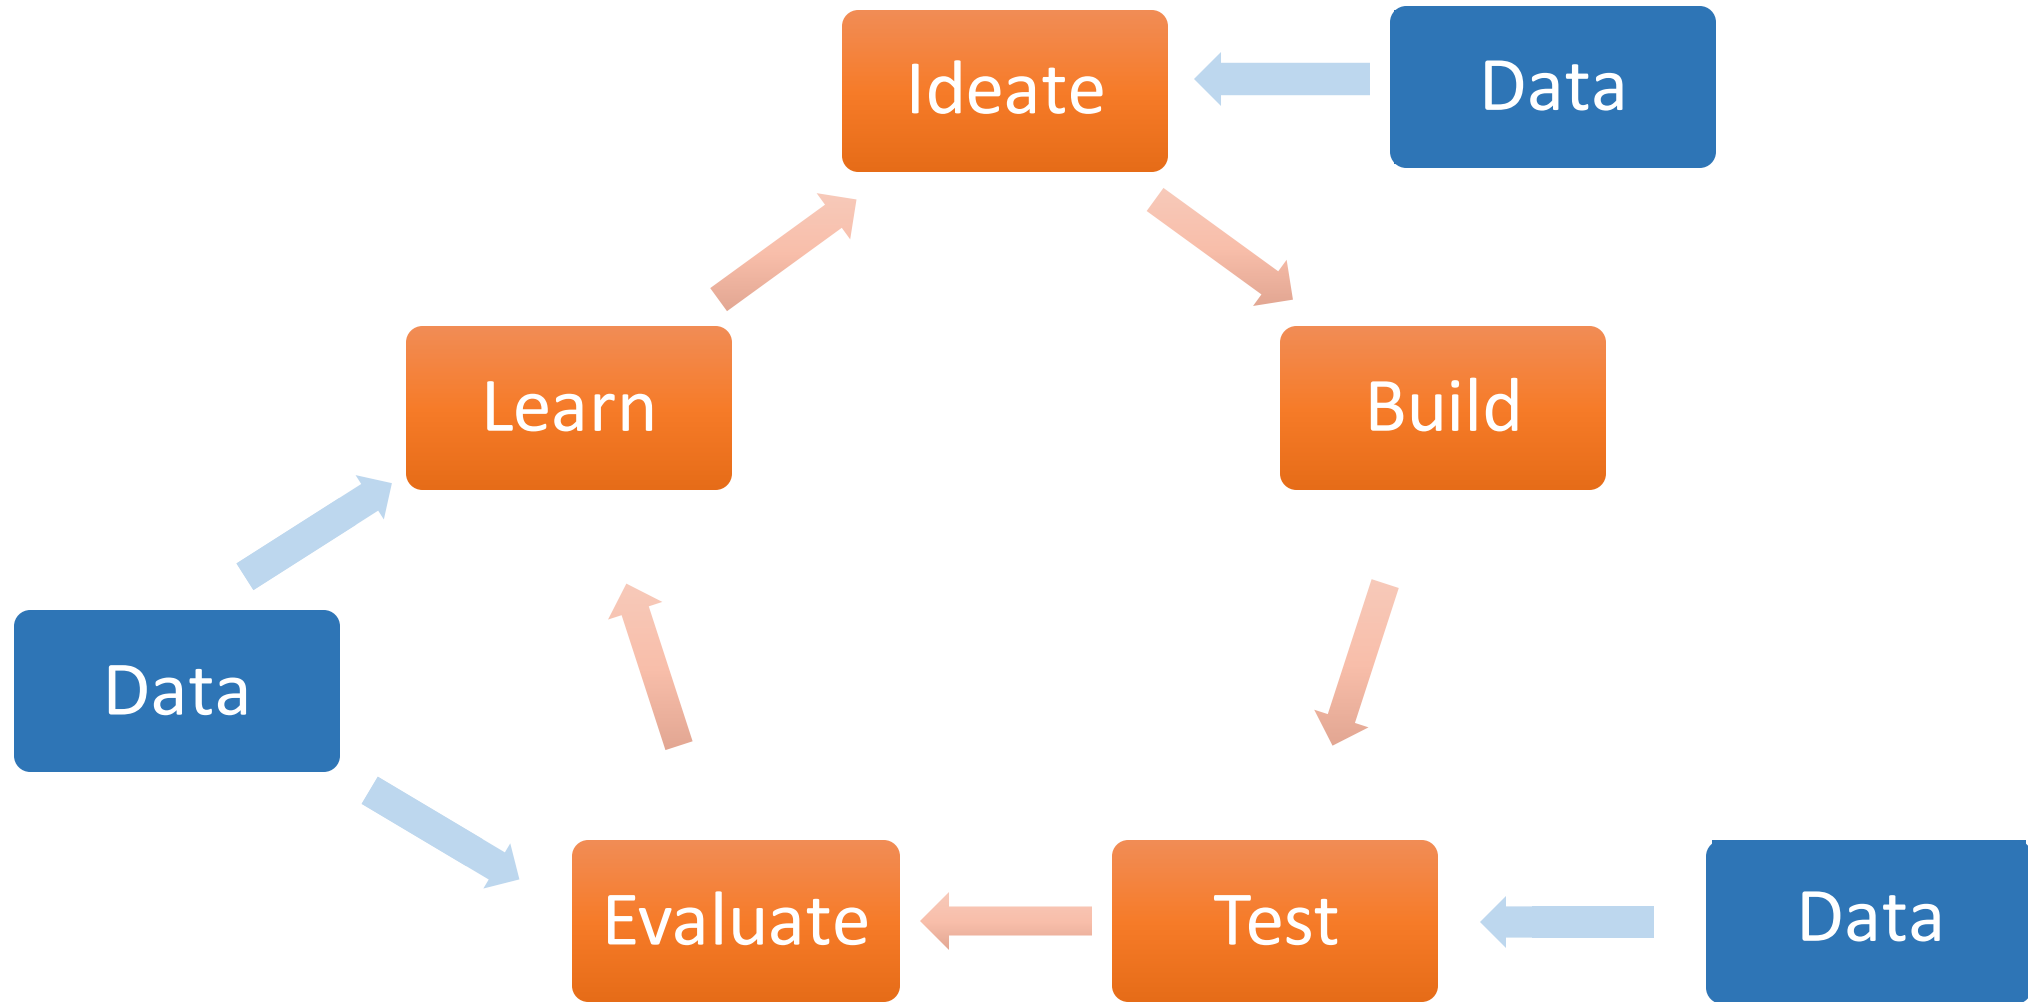 Ideate
Data
Learn
Build
Data
Evaluate
Test
Data